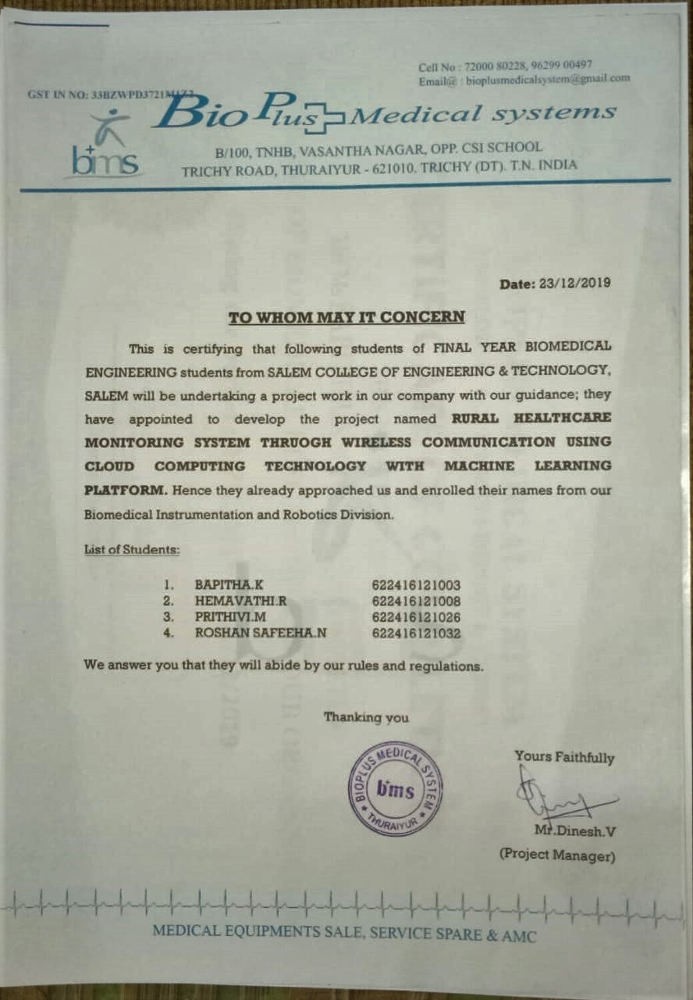 Cell No : 72000 80228, 96299 00497
Email@ : bioplusmedicalsystem@gmail.com
GST IN NO: 33BZWPD3721M1Z3
Bio Plus Medical systems
bms
B/100, TNHB, VASANTHA NAGAR, OPP. CSI SCHOOL
TRICHY ROAD, THURAIYUR - 621010. TRICHY (DT). T.N. INDIA
Date: 23/12/2019
TO WHOM MAY IT CONCERN
This is certifying that following students of FINAL YEAR BIOMEDICAL
ENGINEERING students from SALEM COLLEGE OF ENGINEERING & TECHNOLOGY,
SALEM will be undertaking a project work in our company with our guidance; they
have appointed to develop the project named RURAL HEALTHCARE
MONITORING SYSTEM THRUOGH WIRELESS COMMUNICATION USING
CLOUD COMPUTING TECHNOLOGY WITH MACHINE LEARNING
PLATFORM. Hence they already approached us and enrolled their names from our
Biomedical Instrumentation and Robotics Division.
List of Students:
1. BAPITHA.K 622416121003
2. HEMAVATHI.R 622416121008
3. PRITHIVI.M 622416121026
4. ROSHAN SAFEEHA.N 622416121032
We answer you that they will abide by our rules and regulations.
Thanking you
BIOPLUS MEDICAL SYSTEM
bms
* THURAIYUR *
Yours Faithfully
Mr.Dinesh.V
(Project Manager)
MEDICAL EQUIPMENTS SALE, SERVICE SPARE & AMC